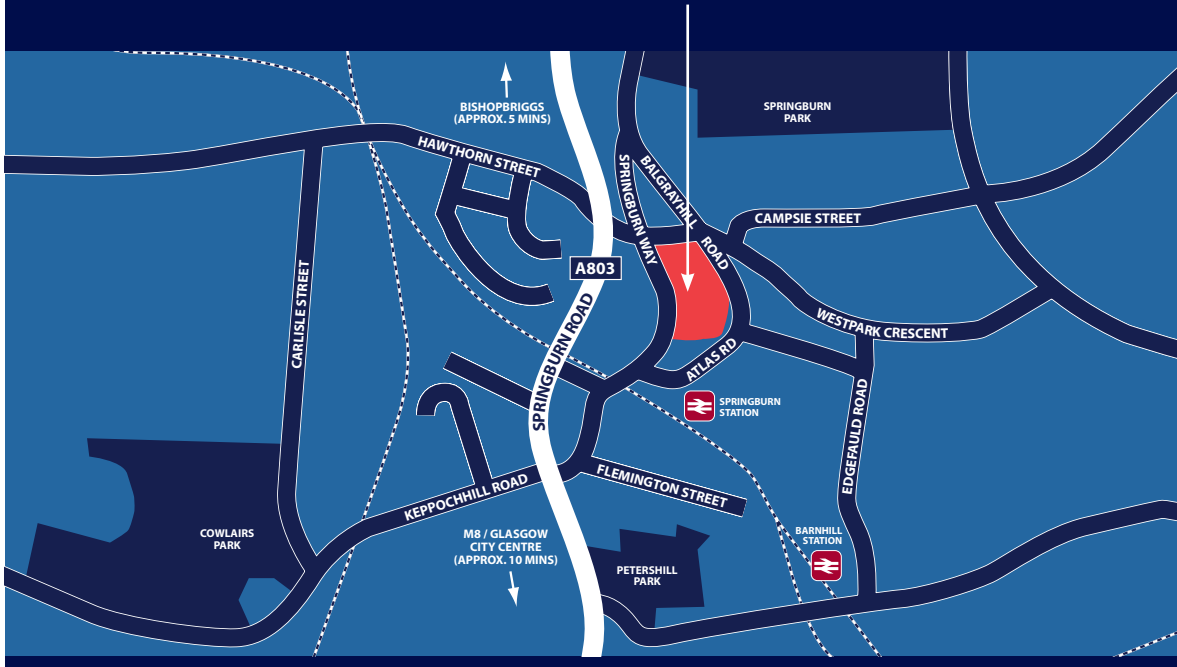 BISHOPBRIGGS
(APPROX. 5 MINS)
SPRINGBURN
PARK
HAWTHORN STREET
SPRINGBURN WAY
BALGRAYHILL ROAD
CAMPSIE STREET
A803
CARLISLE STREET
SPRINGBURN ROAD
WESTPARK CRESCENT
ATLAS RD
SPRINGBURN
STATION
EDGEFAULD ROAD
KEPPOCHHILL ROAD
FLEMINGTON STREET
COWLAIRS
PARK
M8 / GLASGOW
CITY CENTRE
(APPROX. 10 MINS)
BARNHILL
STATION
PETERSHILL
PARK